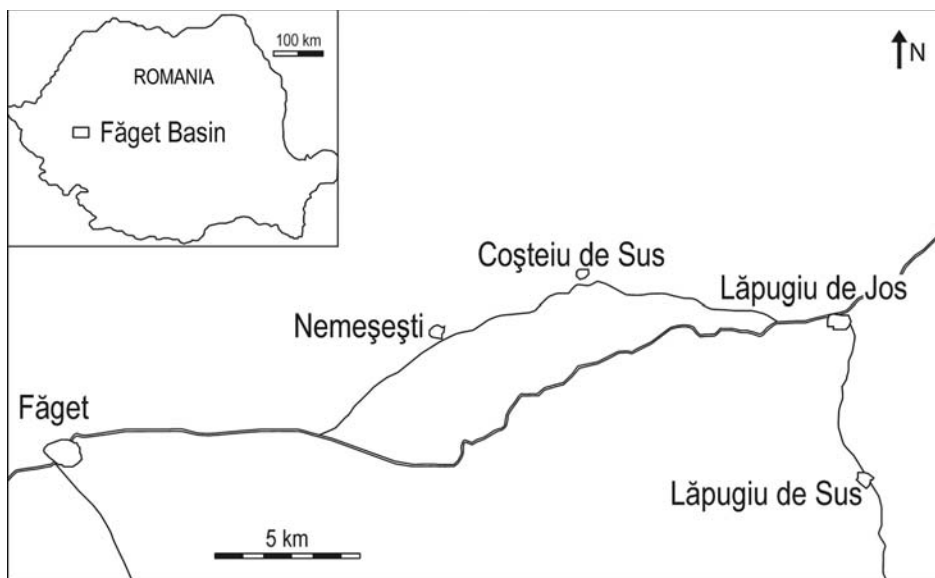 100 km
N
ROMANIA
Făget Basin
Coşteiu de Sus
Lăpugiu de Jos
Nemeşeşti
Făget
Lăpugiu de Sus
5 km